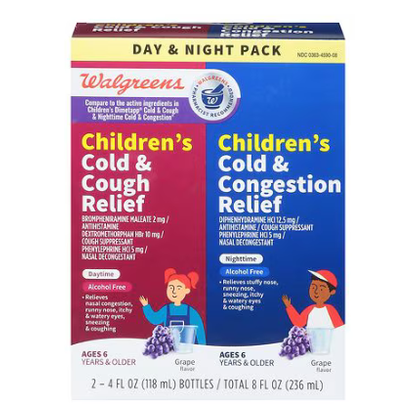 DAY & NIGHT PACK
Walgreens
WALGREENS
PHARMACIST RECOMMENDED
W
Compare to the active ingredients in
Children's Dimetapp® Cold & Cough
& Nighttime Cold & Congestion†
Children's
Cold &
Cough
Relief
BROMPHENIRAMINE MALEATE 2 mg /
ANTIHISTAMINE
DEXTROMETHORPHAN HBr 10 mg /
COUGH SUPPRESSANT
PHENYLEPHRINE HCl 5 mg /
NASAL DECONGESTANT
Daytime
Alcohol Free
• Relieves
nasal congestion,
runny nose, itchy
& watery eyes,
sneezing
& coughing
AGES 6
YEARS & OLDER
Grape
flavor
Children's
Cold &
Congestion
Relief
DIPHENHYDRAMINE HCl 12.5 mg /
ANTIHISTAMINE / COUGH SUPPRESSANT
PHENYLEPHRINE HCl 5 mg /
NASAL DECONGESTANT
Nighttime
Alcohol Free
• Relieves stuffy nose,
runny nose,
sneezing, itchy
& watery eyes
& coughing
AGES 6
YEARS & OLDER
Grape
flavor
2 – 4 FL OZ (118 mL) BOTTLES / TOTAL 8 FL OZ (236 mL)